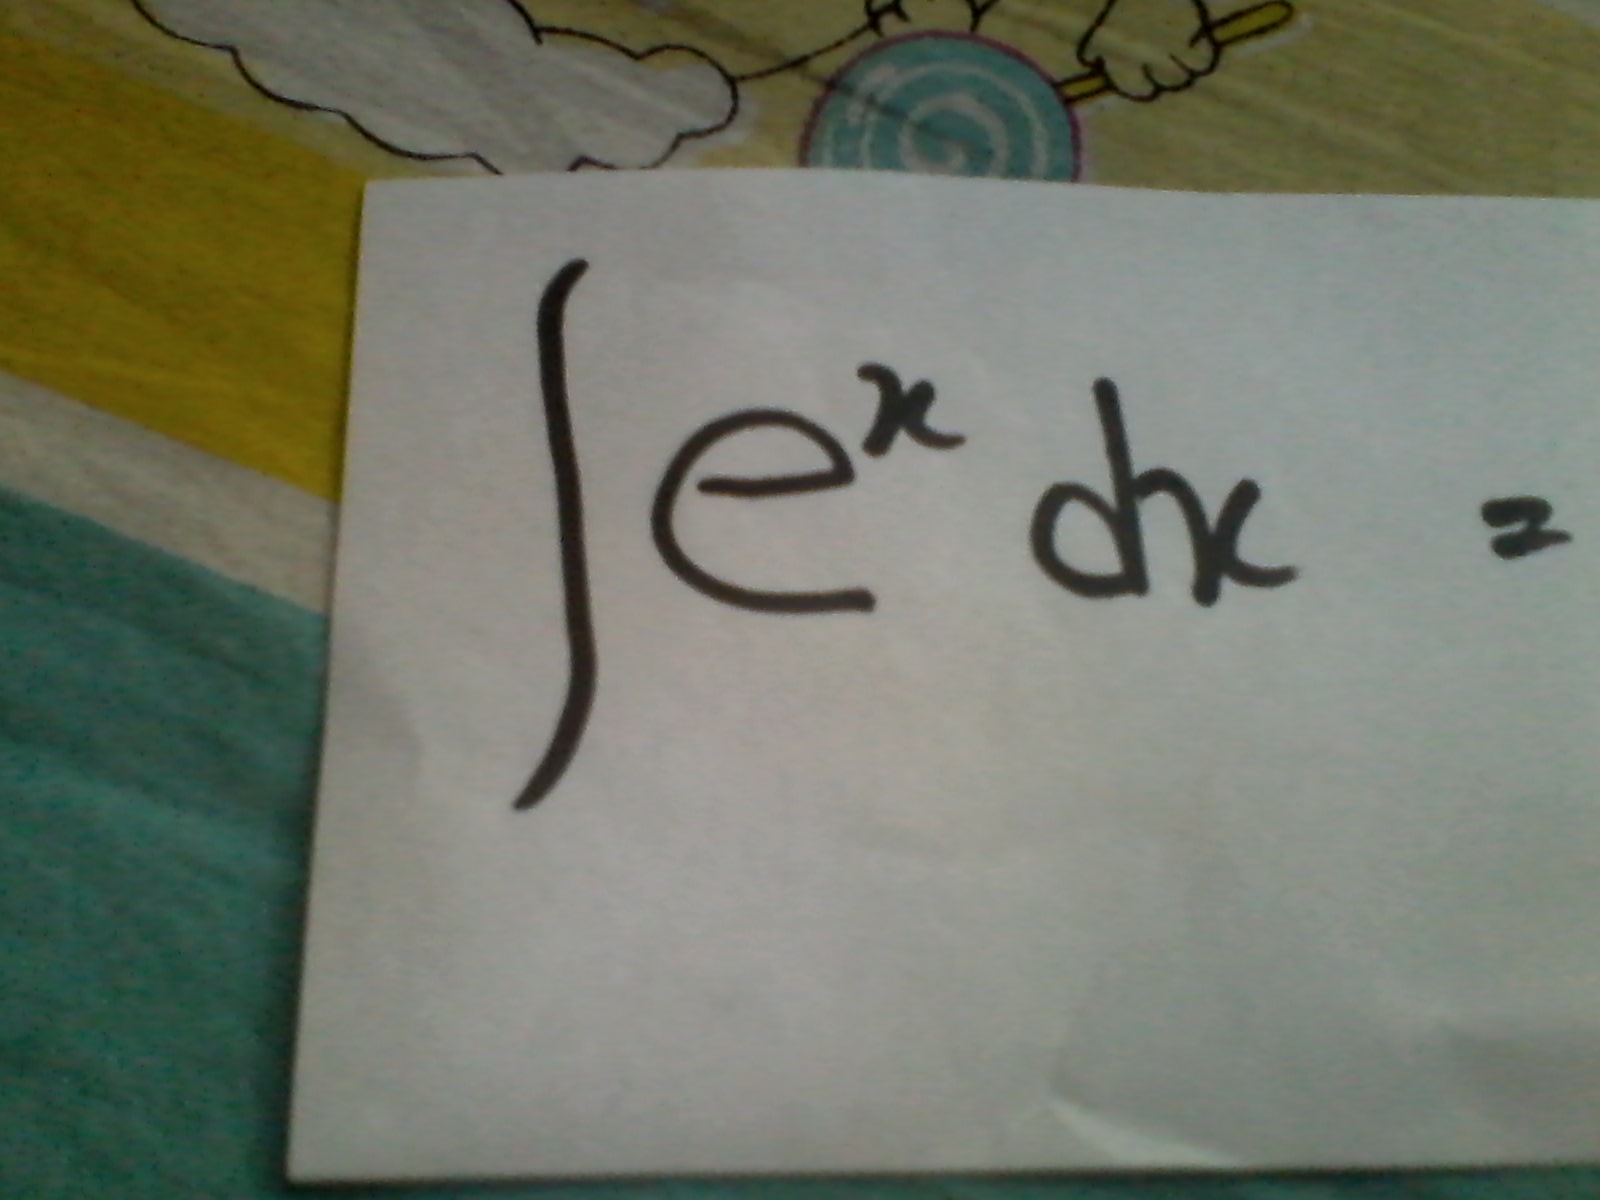 ∫ eˣ dx =